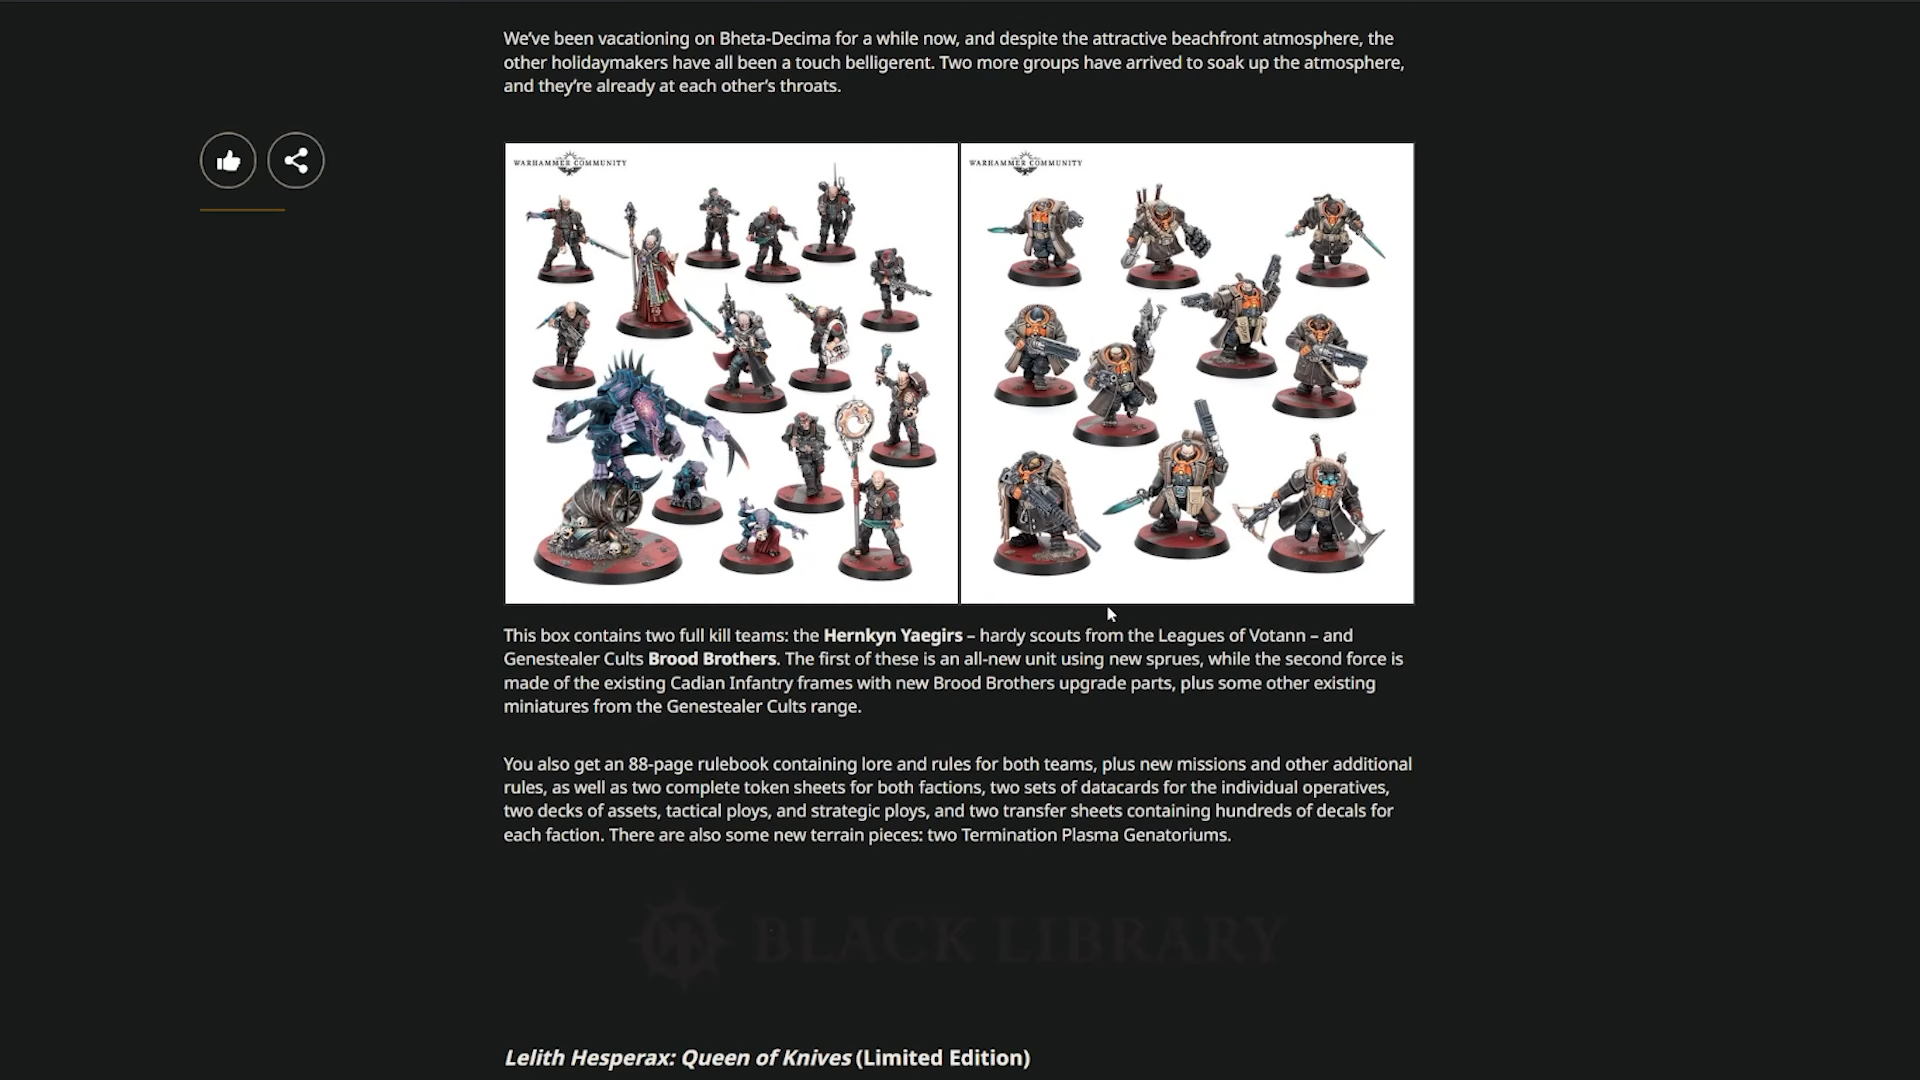 We’ve been vacationing on Bheta-Decima for a while now, and despite the attractive beachfront atmosphere, the
other holidaymakers have all been a touch belligerent. Two more groups have arrived to soak up the atmosphere,
and they’re already at each other’s throats.
WARHAMMER COMMUNITY
WARHAMMER COMMUNITY
This box contains two full kill teams: the Hernkyn Yaegirs – hardy scouts from the Leagues of Votann – and
Genestealer Cults Brood Brothers. The first of these is an all-new unit using new sprues, while the second force is
made of the existing Cadian Infantry frames with new Brood Brothers upgrade parts, plus some other existing
miniatures from the Genestealer Cults range.
You also get an 88-page rulebook containing lore and rules for both teams, plus new missions and other additional
rules, as well as two complete token sheets for both factions, two sets of datacards for the individual operatives,
two decks of assets, tactical ploys, and strategic ploys, and two transfer sheets containing hundreds of decals for
each faction. There are also some new terrain pieces: two Termination Plasma Genatoriums.
BLACK LIBRARY
Lelith Hesperax: Queen of Knives (Limited Edition)